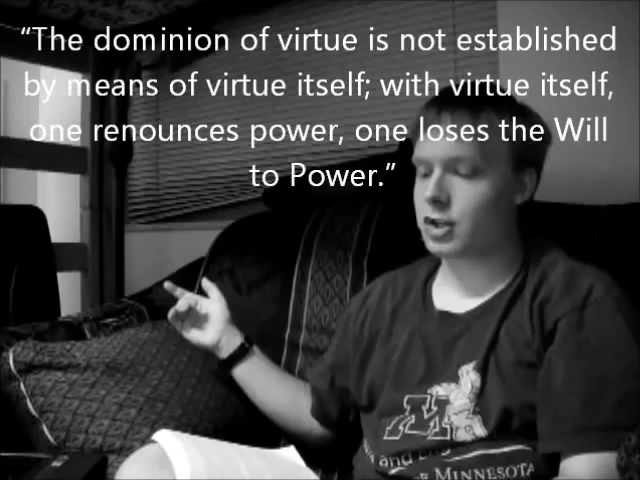 “The dominion of virtue is not established
by means of virtue itself; with virtue itself,
one renounces power, one loses the Will
to Power.”
M
and
MINNESOTA